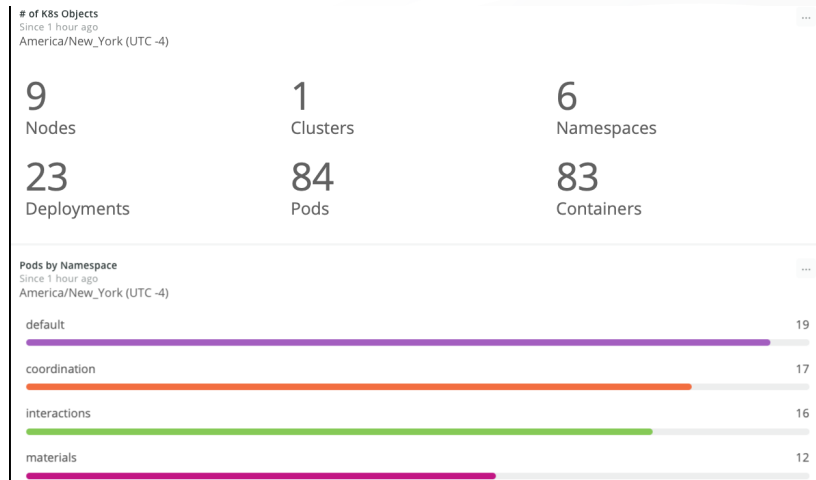 # of K8s Objects
Since 1 hour ago
America/New_York (UTC -4)
9 1 6
Nodes Clusters Namespaces
23 84 83
Deployments Pods Containers
Pods by Namespace
Since 1 hour ago
America/New_York (UTC -4)
default 19
coordination 17
interactions 16
materials 12